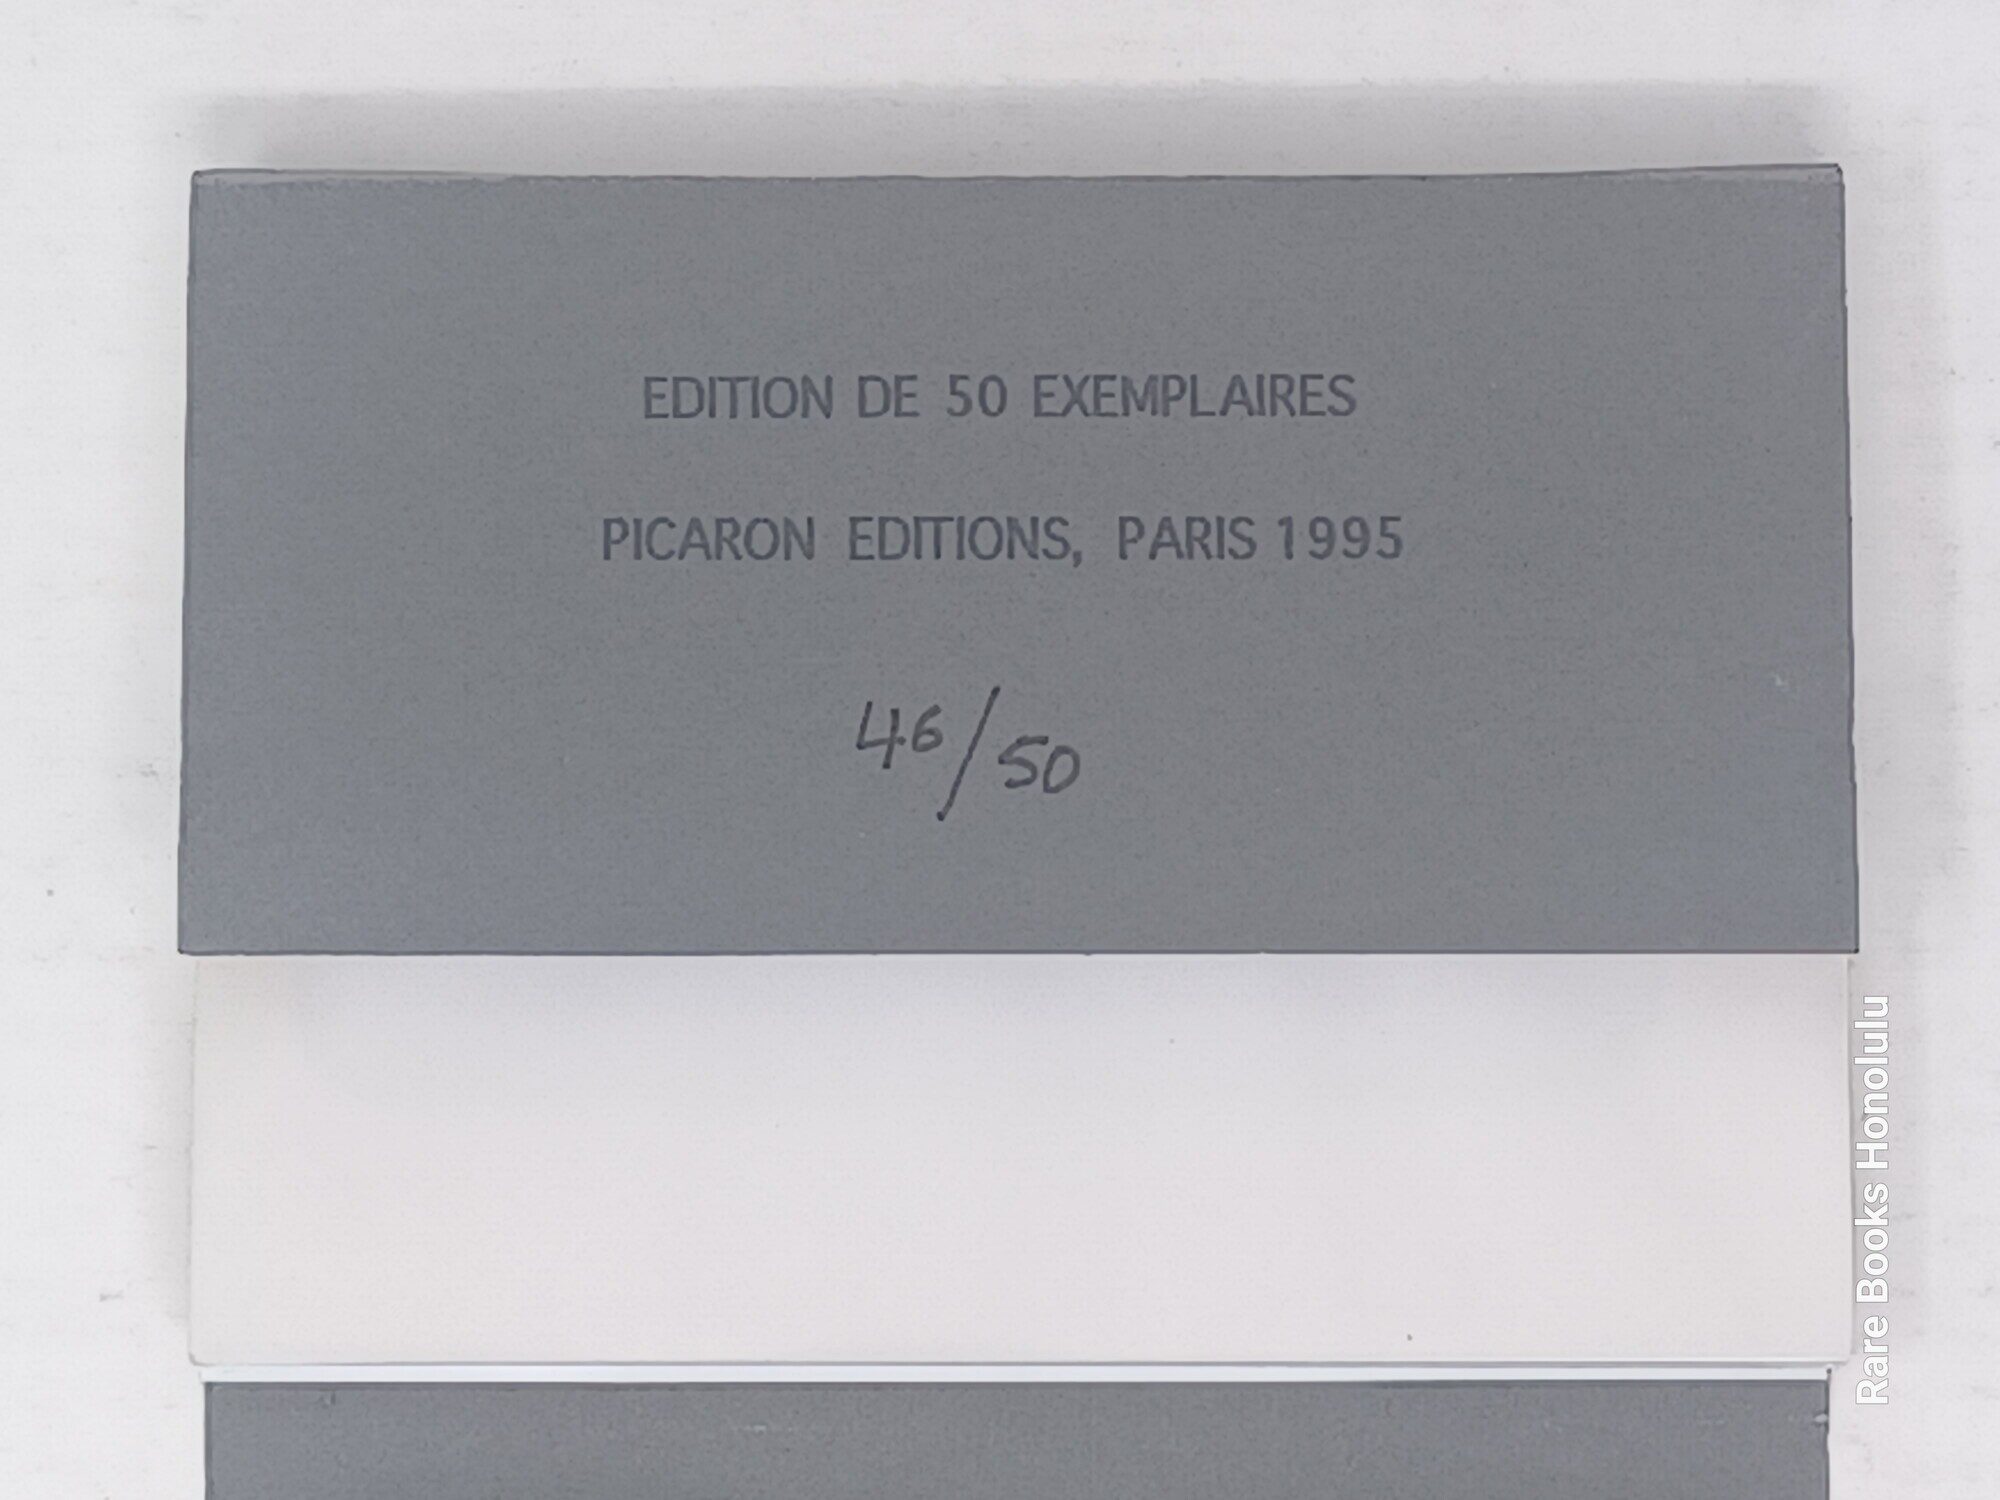 EDITION DE 50 EXEMPLAIRES
PICARON EDITIONS, PARIS 1995
46/50
Rare Books Honolulu